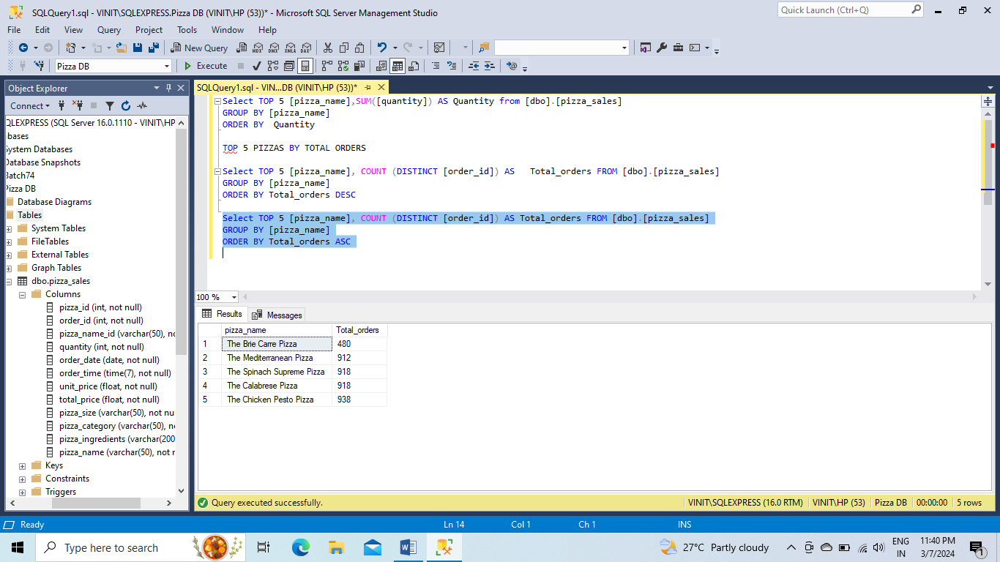 SQLQuery1.sql - VINIT\SQLEXPRESS.Pizza DB (VINIT\HP (53))* - Microsoft SQL Server Management Studio
Quick Launch (Ctrl+Q)
File Edit View Query Project Tools Window Help
New Query MDX DMX XMLA DAX
Pizza DB Execute
Object Explorer
SQLQuery1.sql - VIN...DB (VINIT\HP (53))*
Connect
QLEXPRESS (SQL Server 16.0.1110 - VINIT\HP
bases
System Databases
Database Snapshots
Batch74
Pizza DB
Database Diagrams
Tables
System Tables
FileTables
External Tables
Graph Tables
dbo.pizza_sales
Columns
pizza_id (int, not null)
order_id (int, not null)
pizza_name_id (varchar(50), no
quantity (int, not null)
order_date (date, not null)
order_time (time(7), not null)
unit_price (float, not null)
total_price (float, not null)
pizza_size (varchar(50), not nu
pizza_category (varchar(50), n
pizza_ingredients (varchar(200
pizza_name (varchar(50), not r
Keys
Constraints
Triggers
Select TOP 5 [pizza_name],SUM([quantity]) AS Quantity from [dbo].[pizza_sales]
GROUP BY [pizza_name]
ORDER BY  Quantity
TOP 5 PIZZAS BY TOTAL ORDERS
Select TOP 5 [pizza_name], COUNT (DISTINCT [order_id]) AS   Total_orders FROM [dbo].[pizza_sales]
GROUP BY [pizza_name]
ORDER BY Total_orders DESC
Select TOP 5 [pizza_name], COUNT (DISTINCT [order_id]) AS Total_orders FROM [dbo].[pizza_sales]
GROUP BY [pizza_name]
ORDER BY Total_orders ASC
100 %
Results Messages
pizza_name Total_orders
1 The Brie Carre Pizza 480
2 The Mediterranean Pizza 912
3 The Spinach Supreme Pizza 918
4 The Calabrese Pizza 918
5 The Chicken Pesto Pizza 938
Query executed successfully. VINIT\SQLEXPRESS (16.0 RTM) VINIT\HP (53) Pizza DB 00:00:00 5 rows
Ready Ln 14 Col 1 Ch 1 INS
Type here to search
27°C Partly cloudy
ENG
IN
11:40 PM
3/7/2024
1